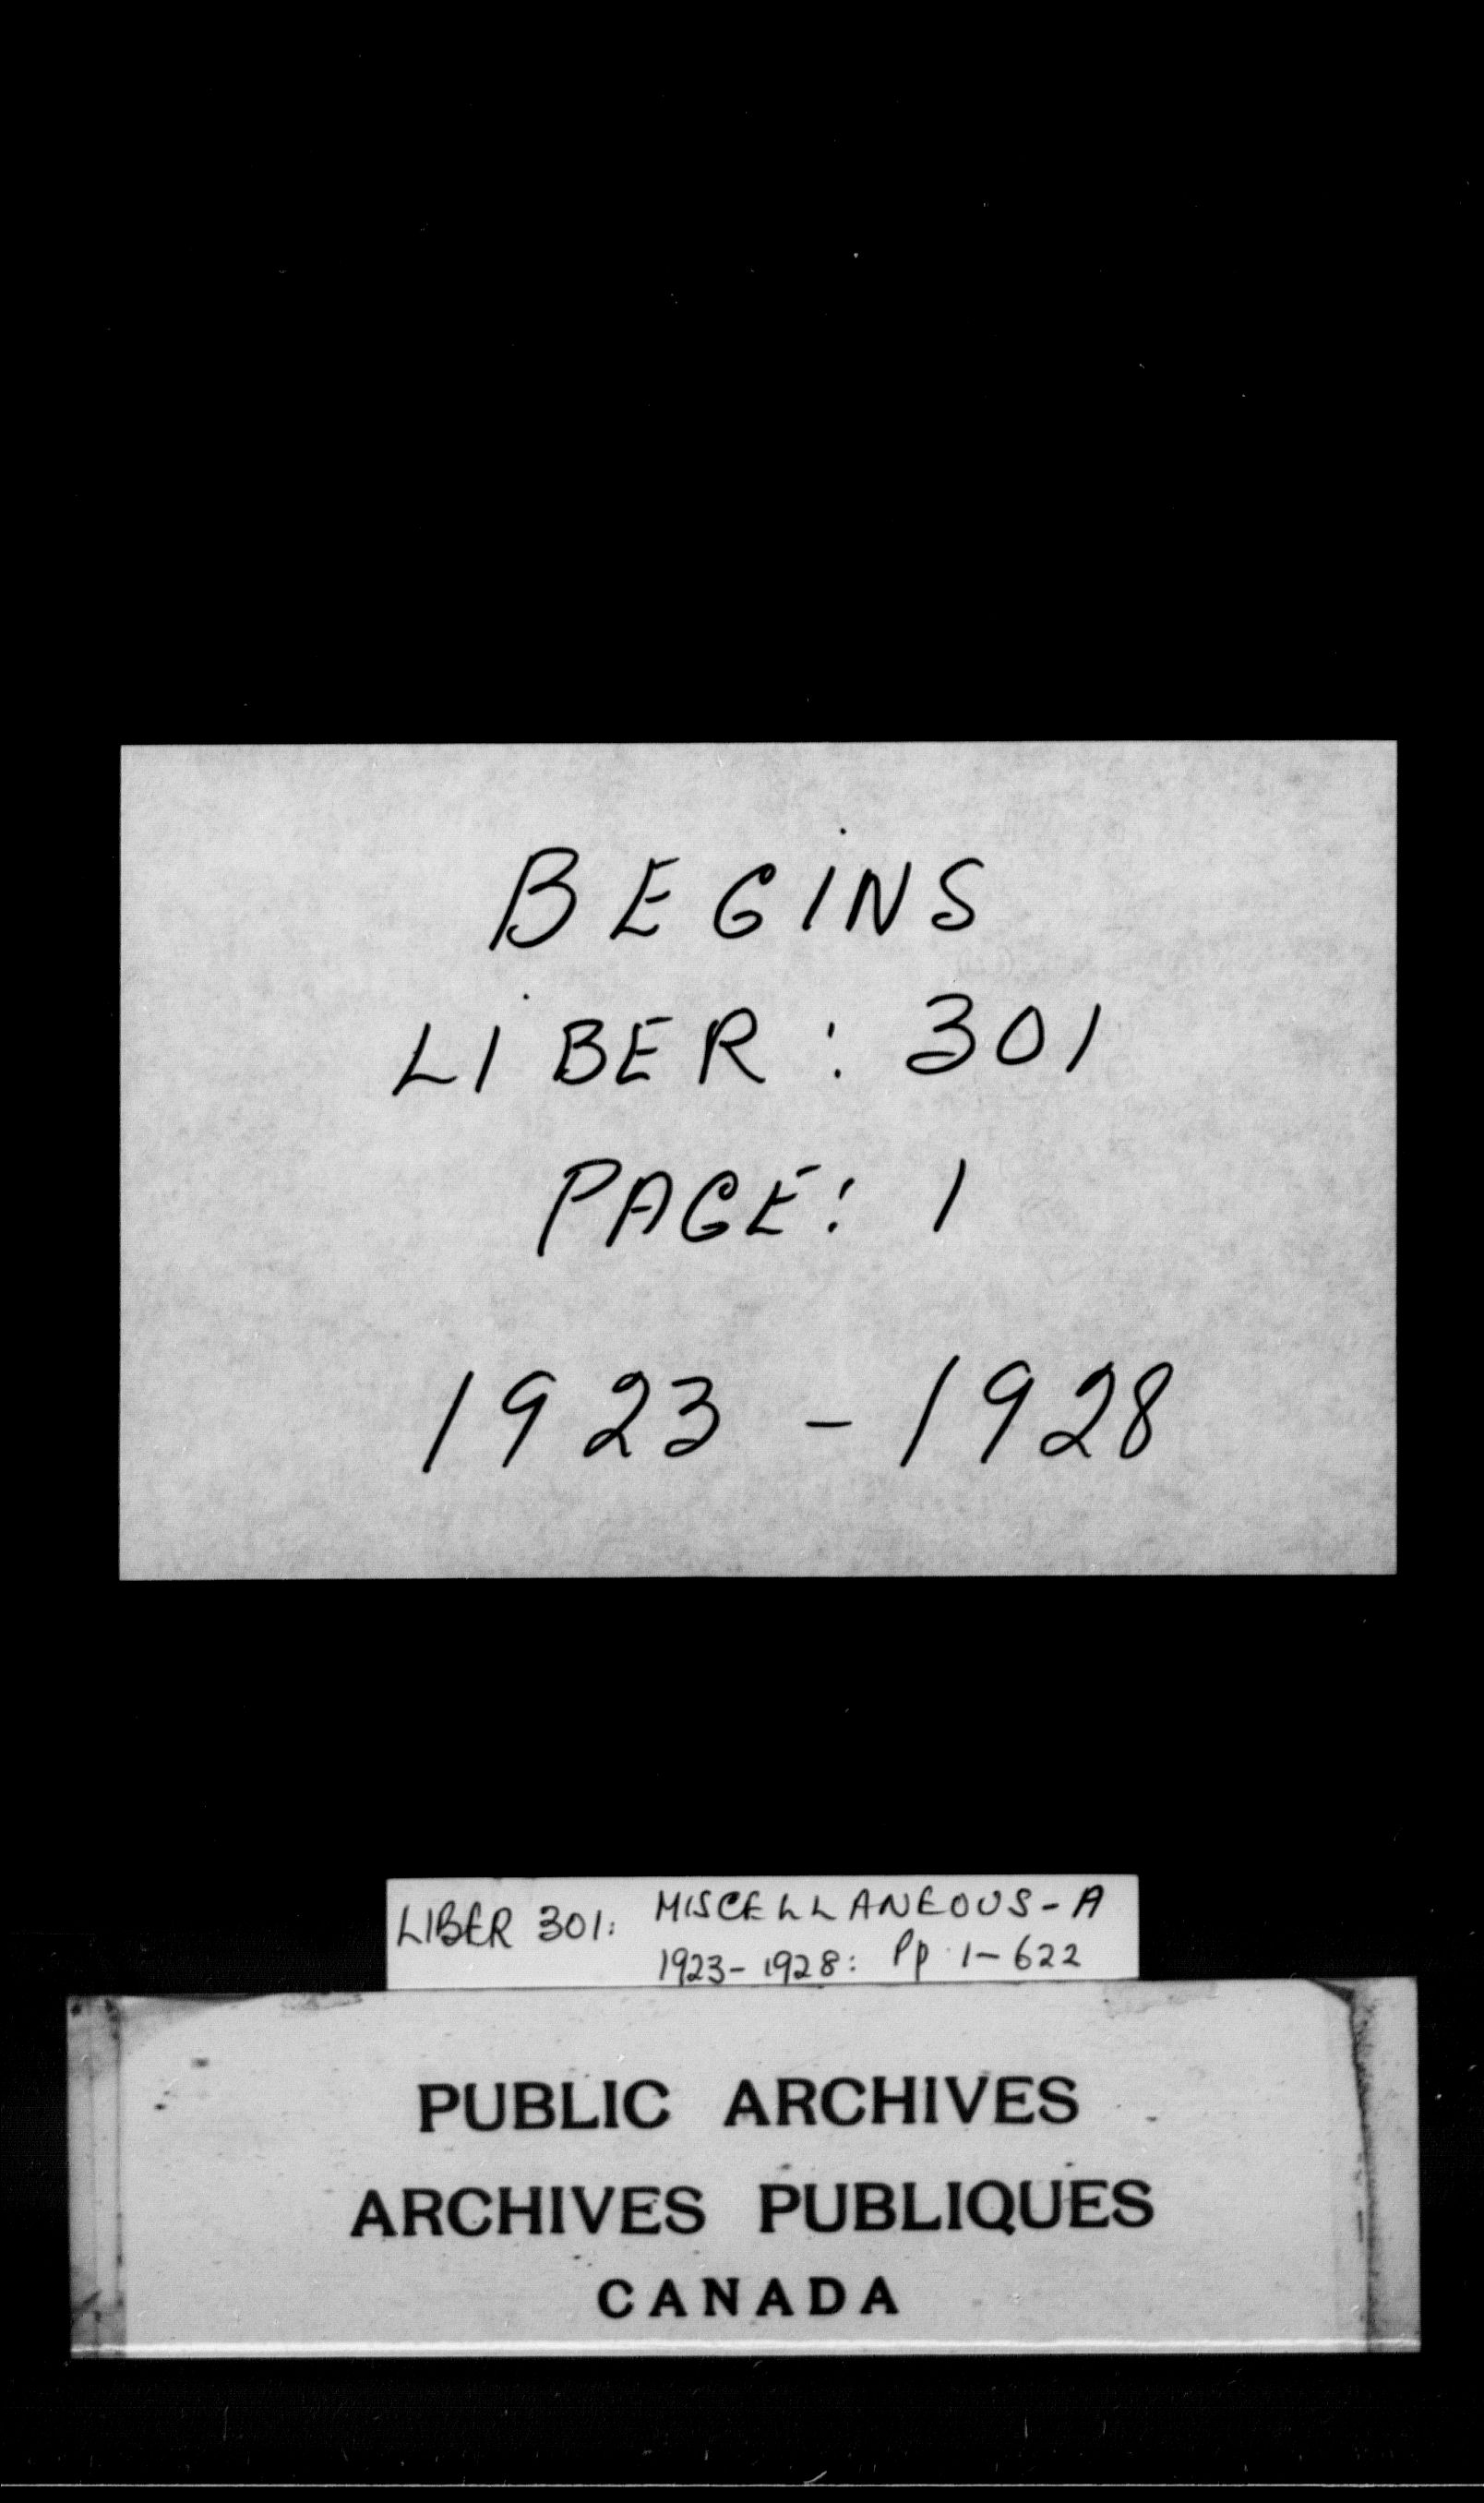 BEGINS
LIBER: 301
PAGE: 1
1923 - 1928
LIBER 301: MISCELLANEOUS - A
1923 - 1928: Pp 1 - 622
PUBLIC ARCHIVES
ARCHIVES PUBLIQUES
CANADA